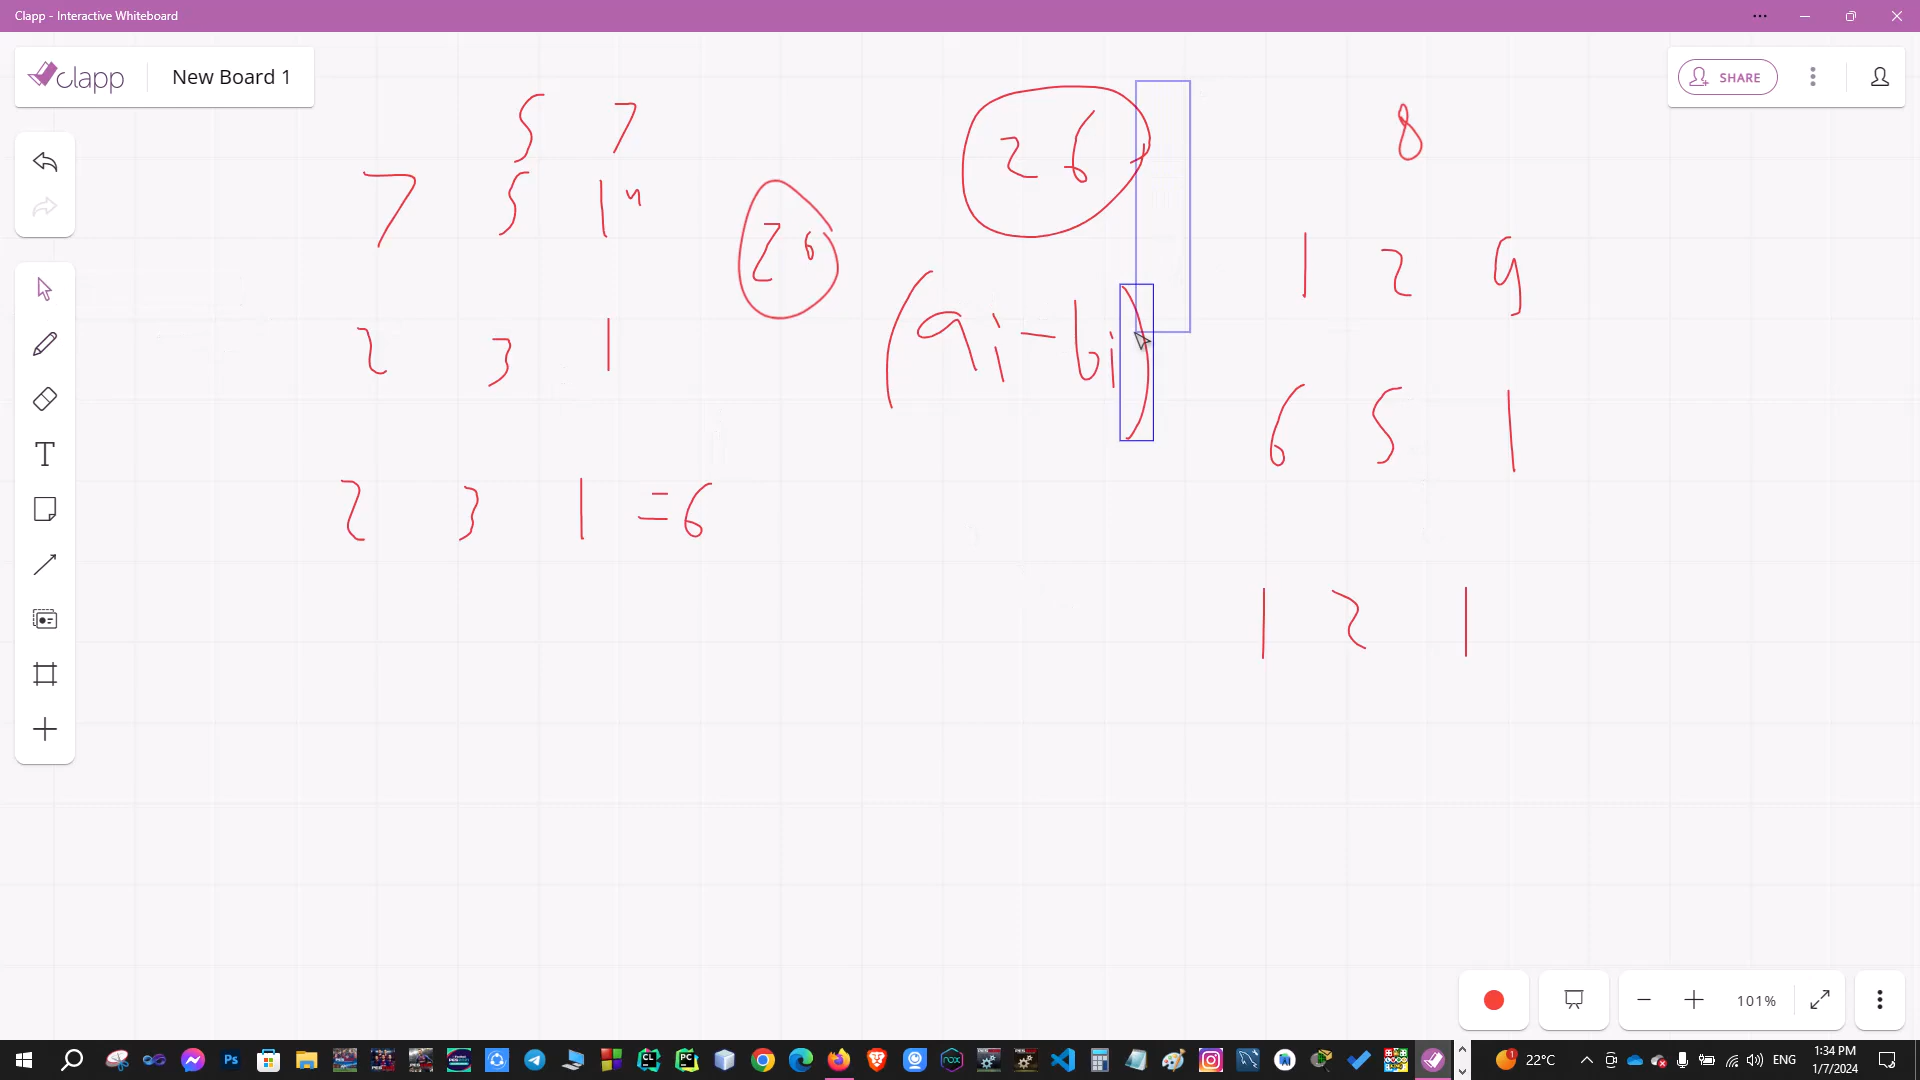 Clapp - Interactive Whiteboard
clapp
New Board 1
SHARE
5 7
7 5 1
2 3 1
2 3 1 = 6
26
26
(ai - bi)
8
1 2 9
6 5 1
1 2 1
101%
22°C
ENG
1:34 PM
1/7/2024